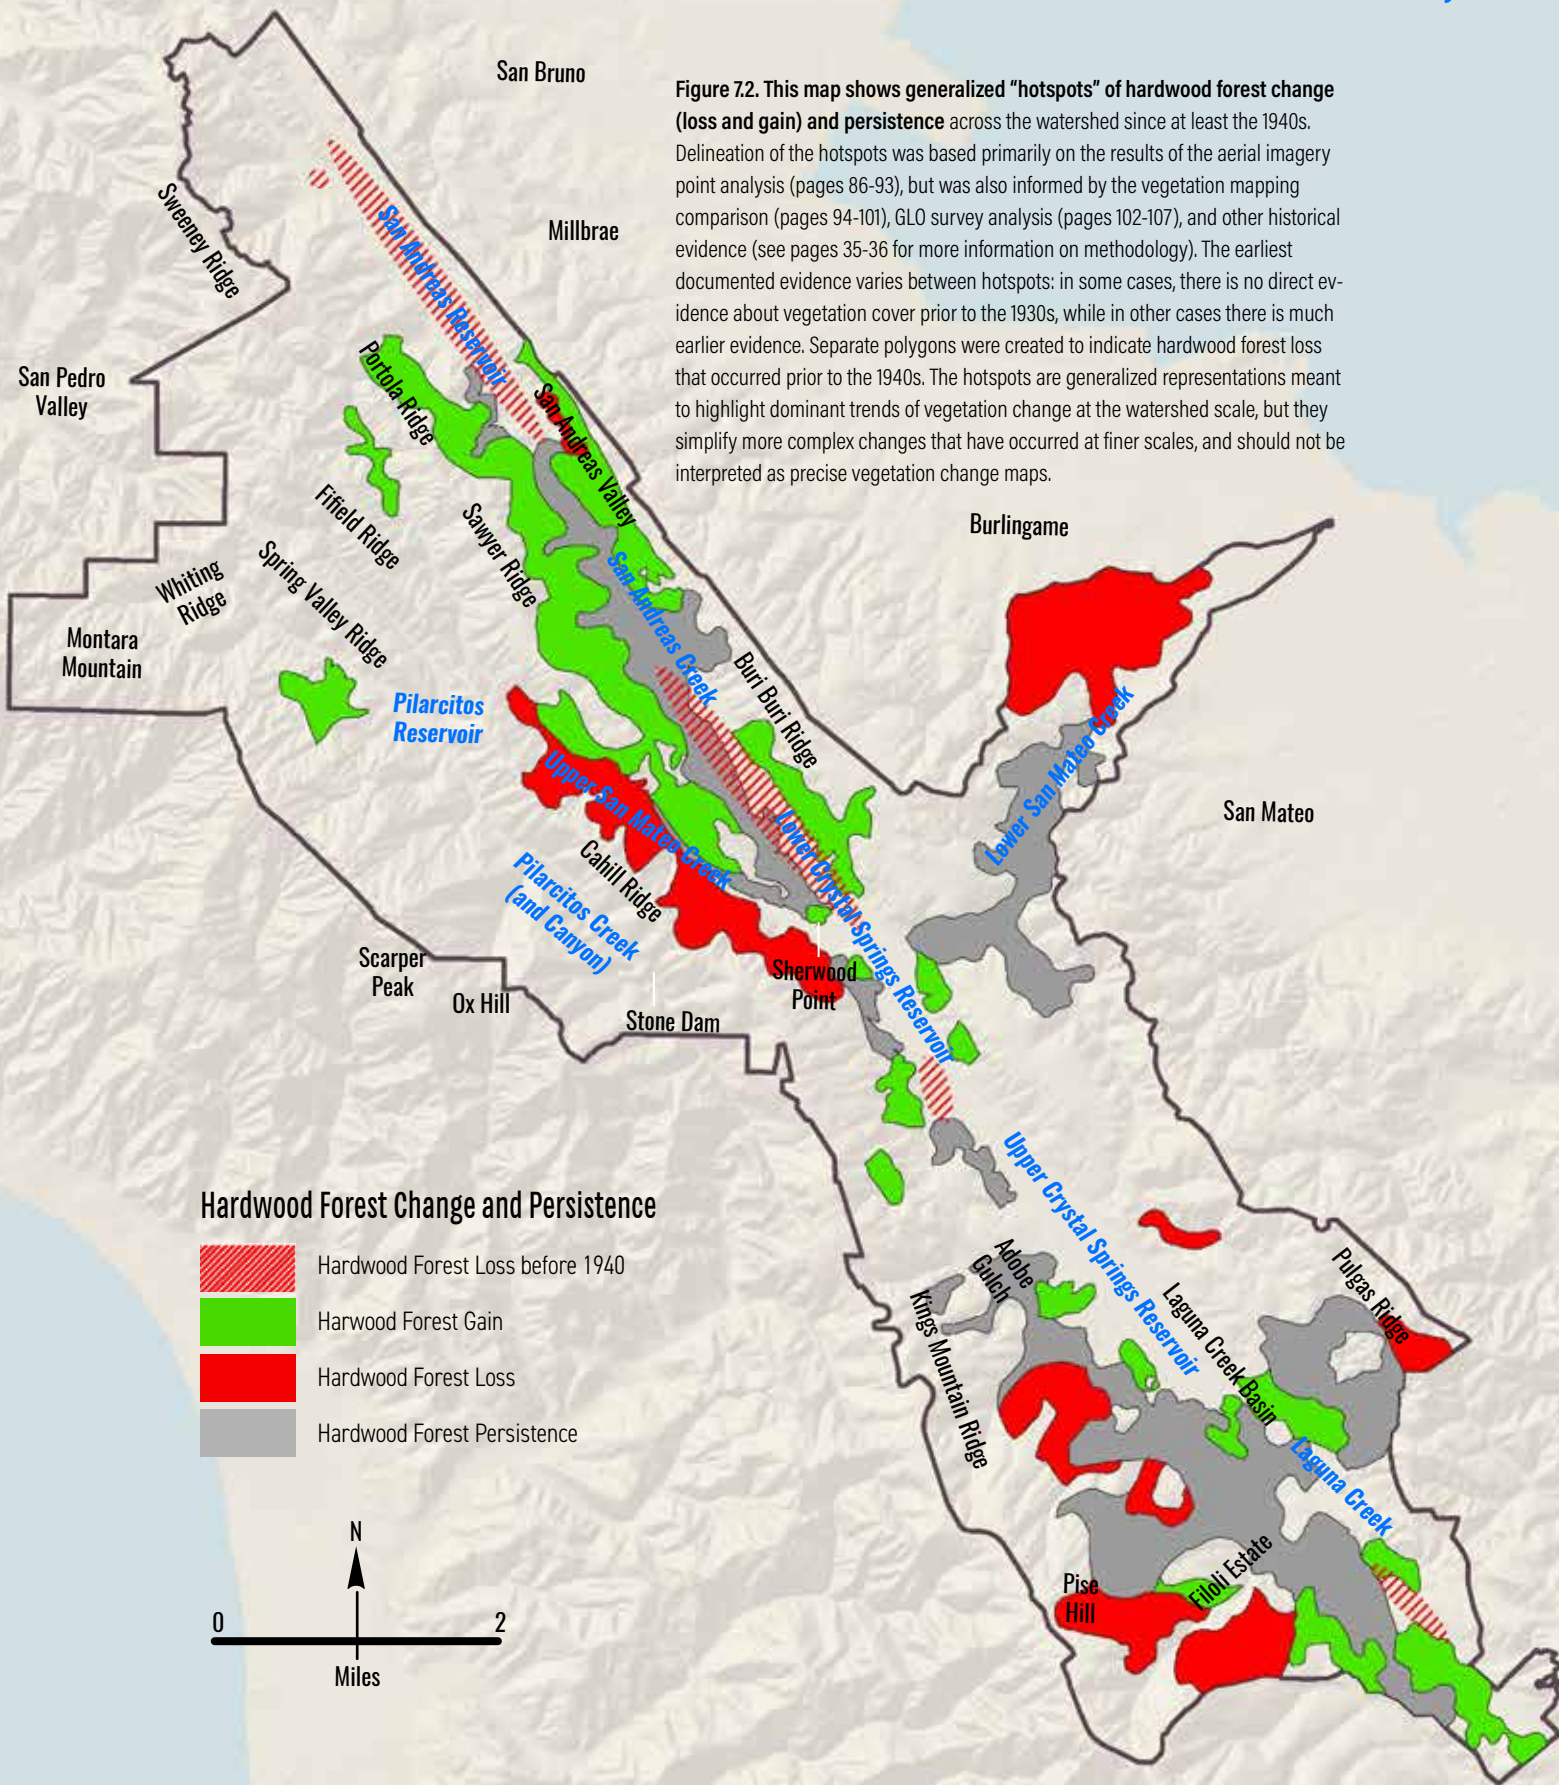 San Bruno
Figure 7.2. This map shows generalized “hotspots” of hardwood forest change
(loss and gain) and persistence across the watershed since at least the 1940s.
Delineation of the hotspots was based primarily on the results of the aerial imagery
point analysis (pages 86-93), but was also informed by the vegetation mapping
comparison (pages 94-101), GLO survey analysis (pages 102-107), and other historical
evidence (see pages 35-36 for more information on methodology). The earliest
documented evidence varies between hotspots: in some cases, there is no direct ev-
idence about vegetation cover prior to the 1930s, while in other cases there is much
earlier evidence. Separate polygons were created to indicate hardwood forest loss
that occurred prior to the 1940s. The hotspots are generalized representations meant
to highlight dominant trends of vegetation change at the watershed scale, but they
simplify more complex changes that have occurred at finer scales, and should not be
interpreted as precise vegetation change maps.
Sweeney Ridge
San Andreas Reservoir
Millbrae
San Pedro
Valley
Portola Ridge
San Andreas Valley
Fifield Ridge
Sawyer Ridge
Burlingame
Whiting
Ridge
Spring Valley Ridge
San Andreas Creek
Montara
Mountain
Pilarcitos
Reservoir
Buri Buri Ridge
Lower San Mateo Creek
San Mateo
Upper San Mateo Creek
Cahill Ridge
Lower Crystal Springs Reservoir
Pilarcitos Creek
(and Canyon)
Scarper
Peak
Ox Hill
Stone Dam
Sherwood
Point
Upper Crystal Springs Reservoir
Adobe
Gulch
Kings Mountain Ridge
Laguna Creek Basin
Pulgas Ridge
Laguna Creek
Filoli Estate
Pise
Hill
Hardwood Forest Change and Persistence
Hardwood Forest Loss before 1940
Harwood Forest Gain
Hardwood Forest Loss
Hardwood Forest Persistence
N
0
2
Miles